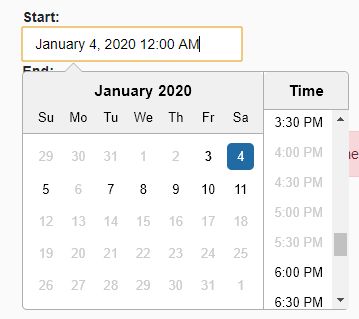 Start:
January 4, 2020 12:00 AM
End:
January 2020
Su Mo Tu We Th Fr Sa
29 30 31 1 2 3 4
5 6 7 8 9 10 11
12 13 14 15 16 17 18
19 20 21 22 23 24 25
26 27 28 29 30 31 1
Time
3:30 PM
4:00 PM
4:30 PM
5:00 PM
5:30 PM
6:00 PM
6:30 PM